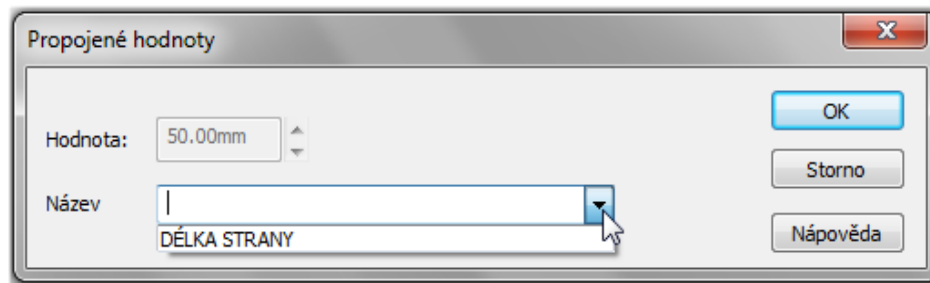 Propojené hodnoty
Hodnota: 50.00mm
Název
DÉLKA STRANY
OK
Storno
Nápověda